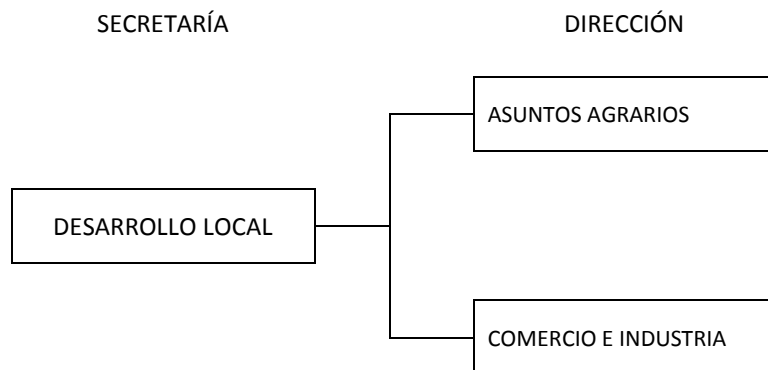 SECRETARÍA
DIRECCIÓN
ASUNTOS AGRARIOS
DESARROLLO LOCAL
COMERCIO E INDUSTRIA